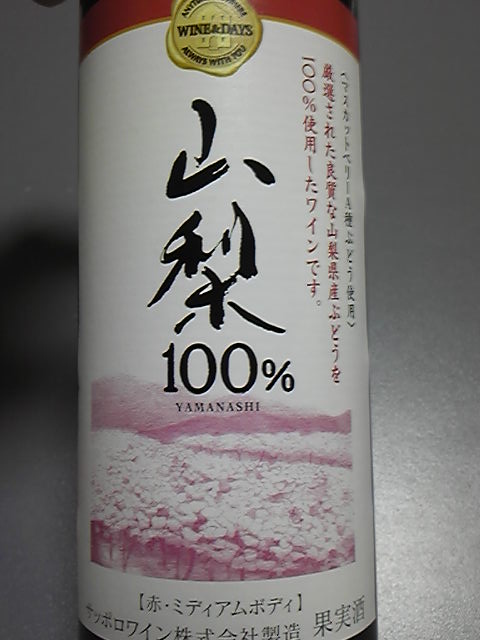 ANYTIME ANYWHERE
WINE&DAYS
ALWAYS WITH YOU
〈マスカットベリーA種ぶどう使用〉
厳選された良質な山梨県産ぶどうを
100%使用したワインです。
山梨
100%
YAMANASHI
【赤・ミディアムボディ】
サッポロワイン株式会社製造 果実酒